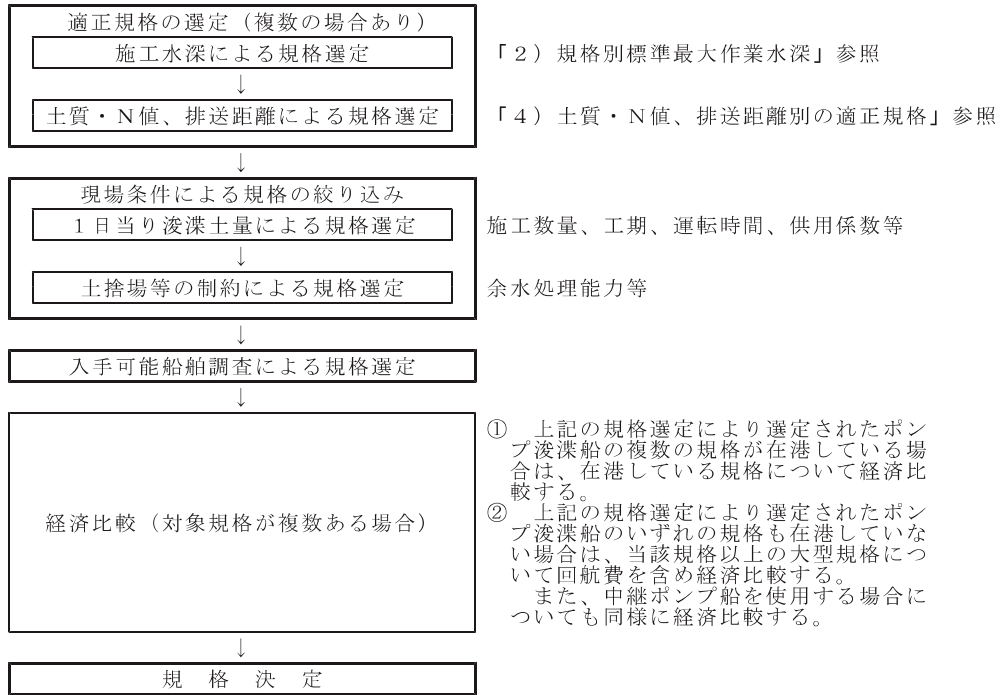 適正規格の選定（複数の場合あり）
施工水深による規格選定
「２）規格別標準最大作業水深」参照
↓
土質・Ｎ値、排送距離による規格選定
「４）土質・Ｎ値、排送距離別の適正規格」参照
↓
現場条件による規格の絞り込み
１日当り浚渫土量による規格選定
施工数量、工期、運転時間、供用係数等
↓
土捨場等の制約による規格選定
余水処理能力等
↓
入手可能船舶調査による規格選定
↓
経済比較（対象規格が複数ある場合）
①　上記の規格選定により選定されたポン
プ浚渫船の複数の規格が在港している場
合は、在港している規格について経済比
較する。
②　上記の規格選定により選定されたポン
プ浚渫船のいずれの規格も在港していな
い場合は、当該規格以上の大型規格につ
いて回航費を含め経済比較する。
また、中継ポンプ船を使用する場合に
ついても同様に経済比較する。
↓
規　格　決　定